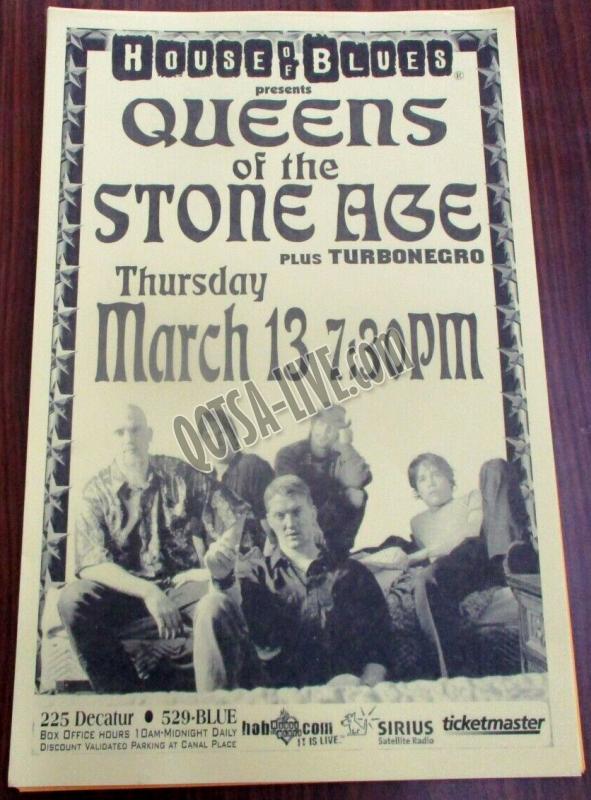 HOUSE OF BLUES ®
presents
QUEENS
of the
STONE AGE
PLUS TURBONEGRO
Thursday
March 13 7:30PM
QOTSA-LIVE.com
225 Decatur • 529-BLUE
BOX OFFICE HOURS 10AM-MIDNIGHT DAILY
DISCOUNT VALIDATED PARKING AT CANAL PLACE
hob.com
IT IS LIVE
SIRIUS
Satellite Radio
ticketmaster